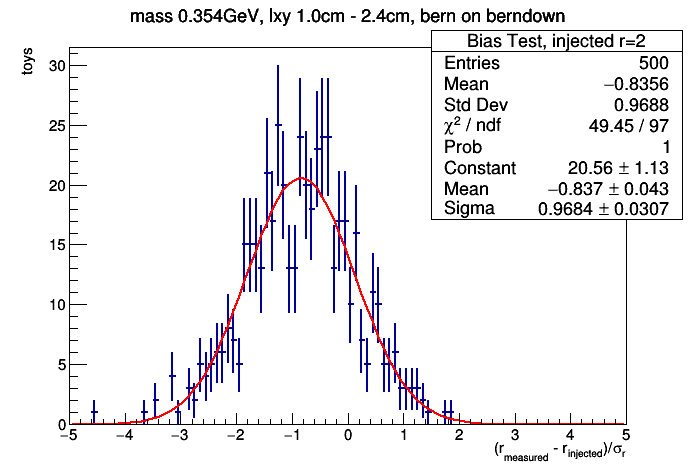 mass 0.354GeV, lxy 1.0cm - 2.4cm, bern on berndown
Bias Test, injected r=2
Entries 500
Mean −0.8356
Std Dev 0.9688
χ² / ndf 49.45 / 97
Prob 1
Constant 20.56 ± 1.13
Mean −0.837 ± 0.043
Sigma 0.9684 ± 0.0307
toys
30
25
20
15
10
5
0
−5 −4 −3 −2 −1 0 1 2 3 4 5
(r_measured - r_injected)/σ_r